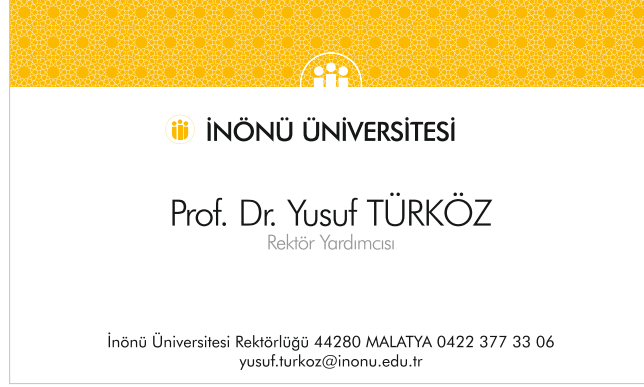 İNÖNÜ ÜNİVERSİTESİ
Prof. Dr. Yusuf TÜRKÖZ
Rektör Yardımcısı
İnönü Üniversitesi Rektörlüğü 44280 MALATYA 0422 377 33 06
yusuf.turkoz@inonu.edu.tr